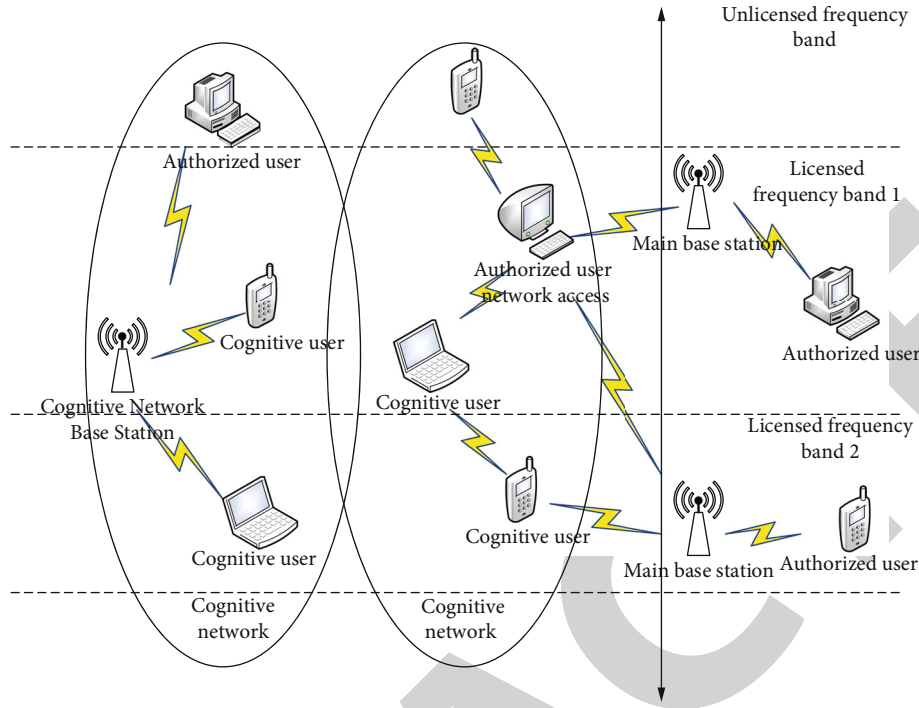 Unlicensed frequency
band
Authorized user
Licensed
frequency band 1
Main base station
Authorized user
network access
Cognitive user
Authorized user
Cognitive user
Cognitive Network
Base Station
Licensed frequency
band 2
Cognitive user
Cognitive user
Main base station
Authorized user
Cognitive
network
Cognitive
network